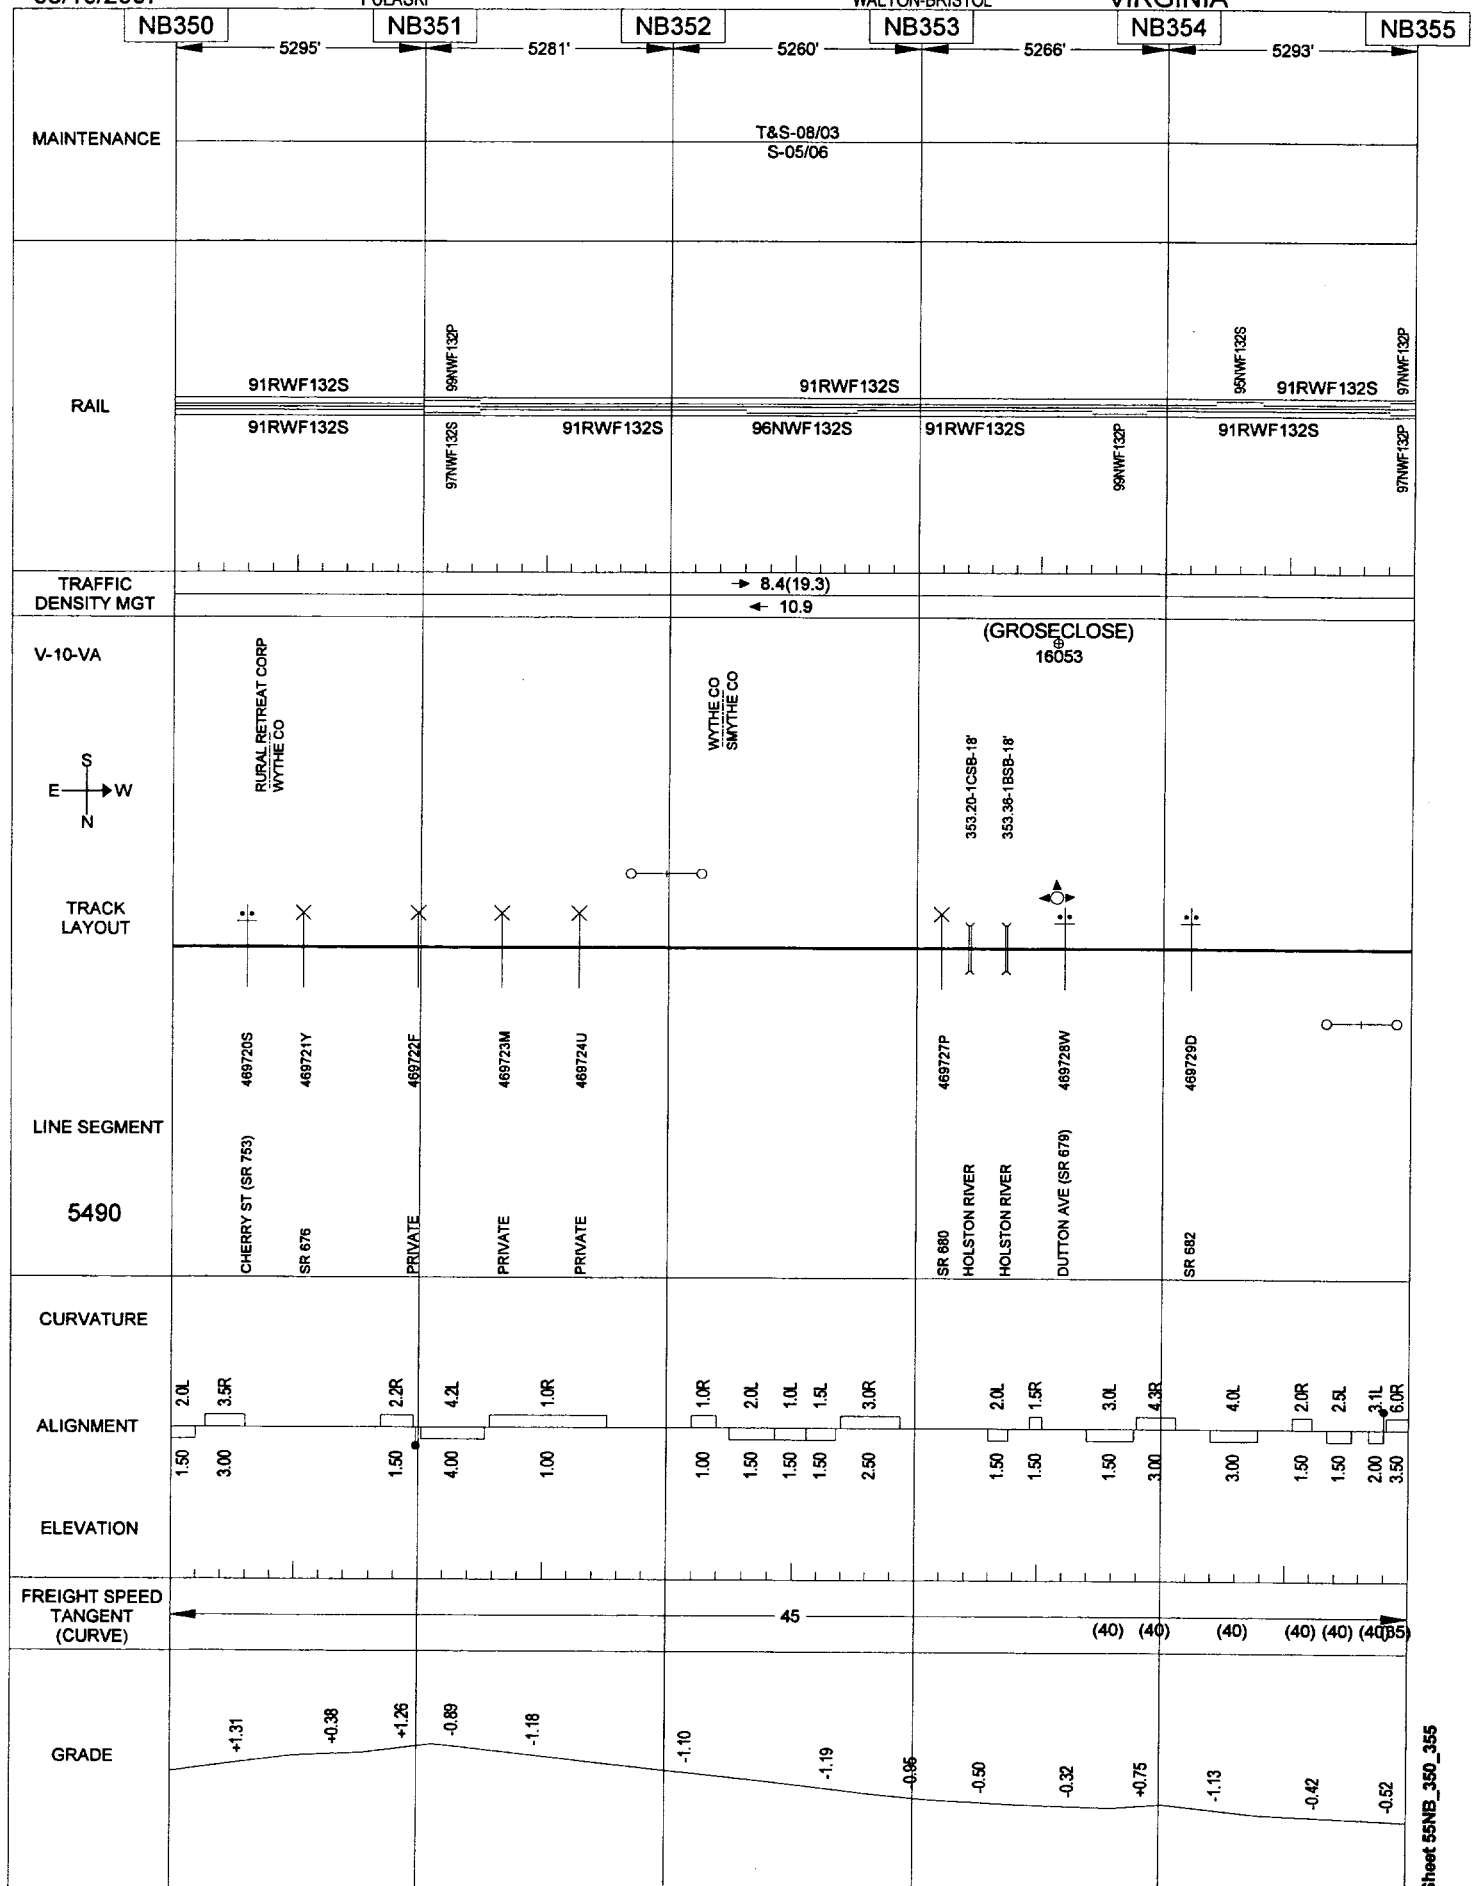 VIRGINIA
NB350 NB351 NB352 NB353 NB354 NB355
5295' 5281' 5260' 5266' 5293'
MAINTENANCE
T&S-08/03
S-05/06
RAIL
91RWF132S 99NWF132P 91RWF132S 95NWF132S 91RWF132S 97NWF132P
91RWF132S 97NWF132S 91RWF132S 96NWF132S 91RWF132S 99NWF132P 91RWF132S 97NWF132P
TRAFFIC
DENSITY MGT
8.4(19.3)
10.9
V-10-VA
RURAL RETREAT CORP
WYTHE CO
WYTHE CO
SMYTHE CO
(GROSECLOSE)
16053
353.20-1CSB-18'
353.36-1BSB-18'
S
E W
N
TRACK
LAYOUT
469720S 469721Y 469722F 469723M 469724U 469727P 469728W 469729D
LINE SEGMENT
5490
CHERRY ST (SR 753)
SR 676
PRIVATE
PRIVATE
PRIVATE
SR 680
HOLSTON RIVER
HOLSTON RIVER
DUTTON AVE (SR 679)
SR 682
CURVATURE
2.0L 3.5R 2.2R 4.2L 1.0R 1.0R 2.0L 1.0L 1.5L 3.0R 2.0L 1.5R 3.0L 4.3R 4.0L 2.0R 2.5L 3.1L 6.0R
ALIGNMENT
1.50 3.00 1.50 4.00 1.00 1.00 1.50 1.50 1.50 2.50 1.50 1.50 1.50 3.00 3.00 1.50 1.50 2.00 3.50
ELEVATION
FREIGHT SPEED
TANGENT
(CURVE)
45
(40) (40) (40) (40) (40) (40)
GRADE
+1.31 +0.38 +1.26 -0.89 -1.18 -1.10 -1.19 -0.95 -0.50 -0.32 +0.75 -1.13 -0.42 -0.52
Sheet 55NB_350_355